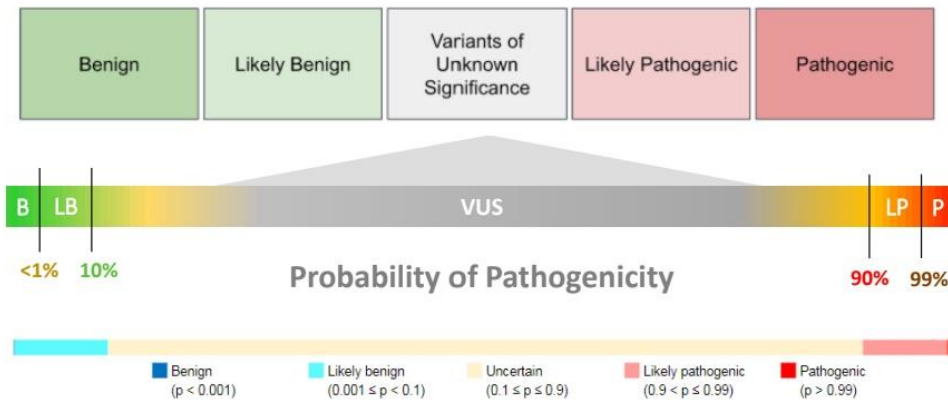 Benign
Likely Benign
Variants of
Unknown
Significance
Likely Pathogenic
Pathogenic
B
LB
VUS
LP
P
<1%
10%
Probability of Pathogenicity
90%
99%
Benign
(p < 0.001)
Likely benign
(0.001 ≤ p < 0.1)
Uncertain
(0.1 ≤ p ≤ 0.9)
Likely pathogenic
(0.9 < p ≤ 0.99)
Pathogenic
(p > 0.99)